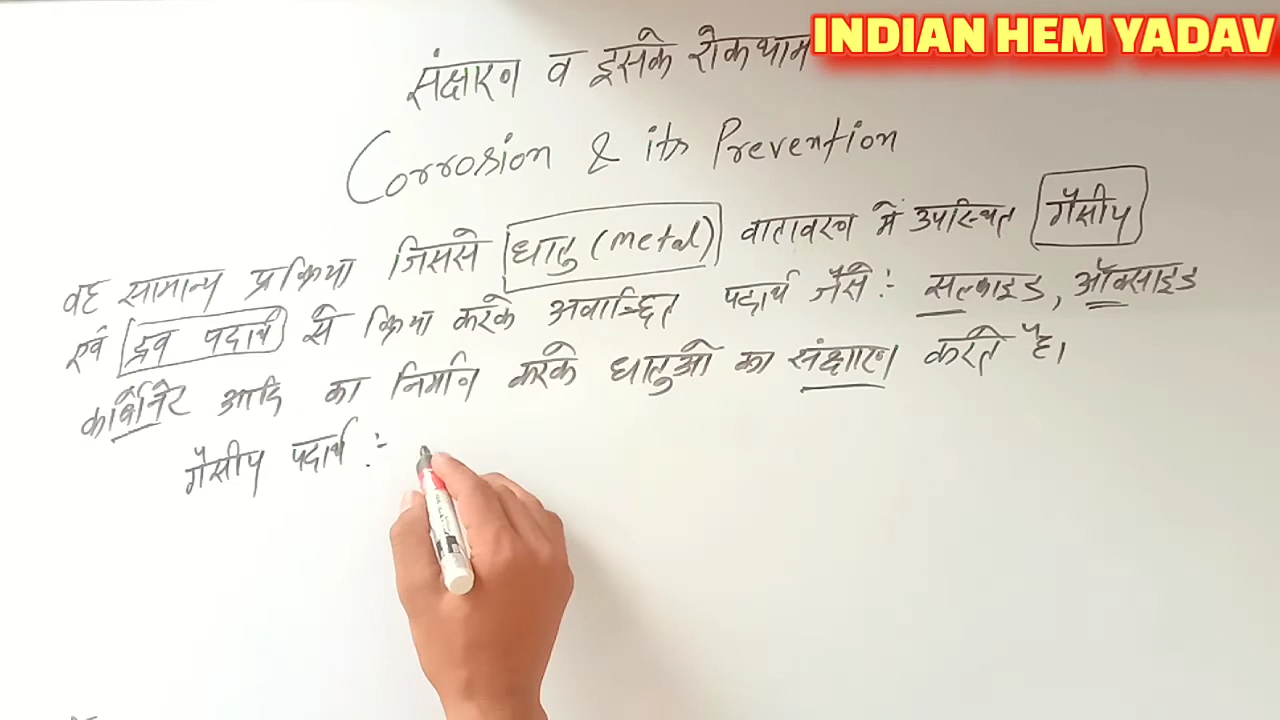 INDIAN HEM YADAV
संक्षारण व इसके रोकथाम
Corrosion & its Prevention
वह सामान्य प्रक्रिया जिससे धातु (metal) वातावरण में उपस्थित गैसीय
एवं द्रव पदार्थ से क्रिया करके अवाञ्छित पदार्थ जैसे :- सल्फाइड, ऑक्साइड
कार्बोनेट आदि का निर्माण करके धातुओं का संक्षारण करते है।
गैसीय पदार्थ :-